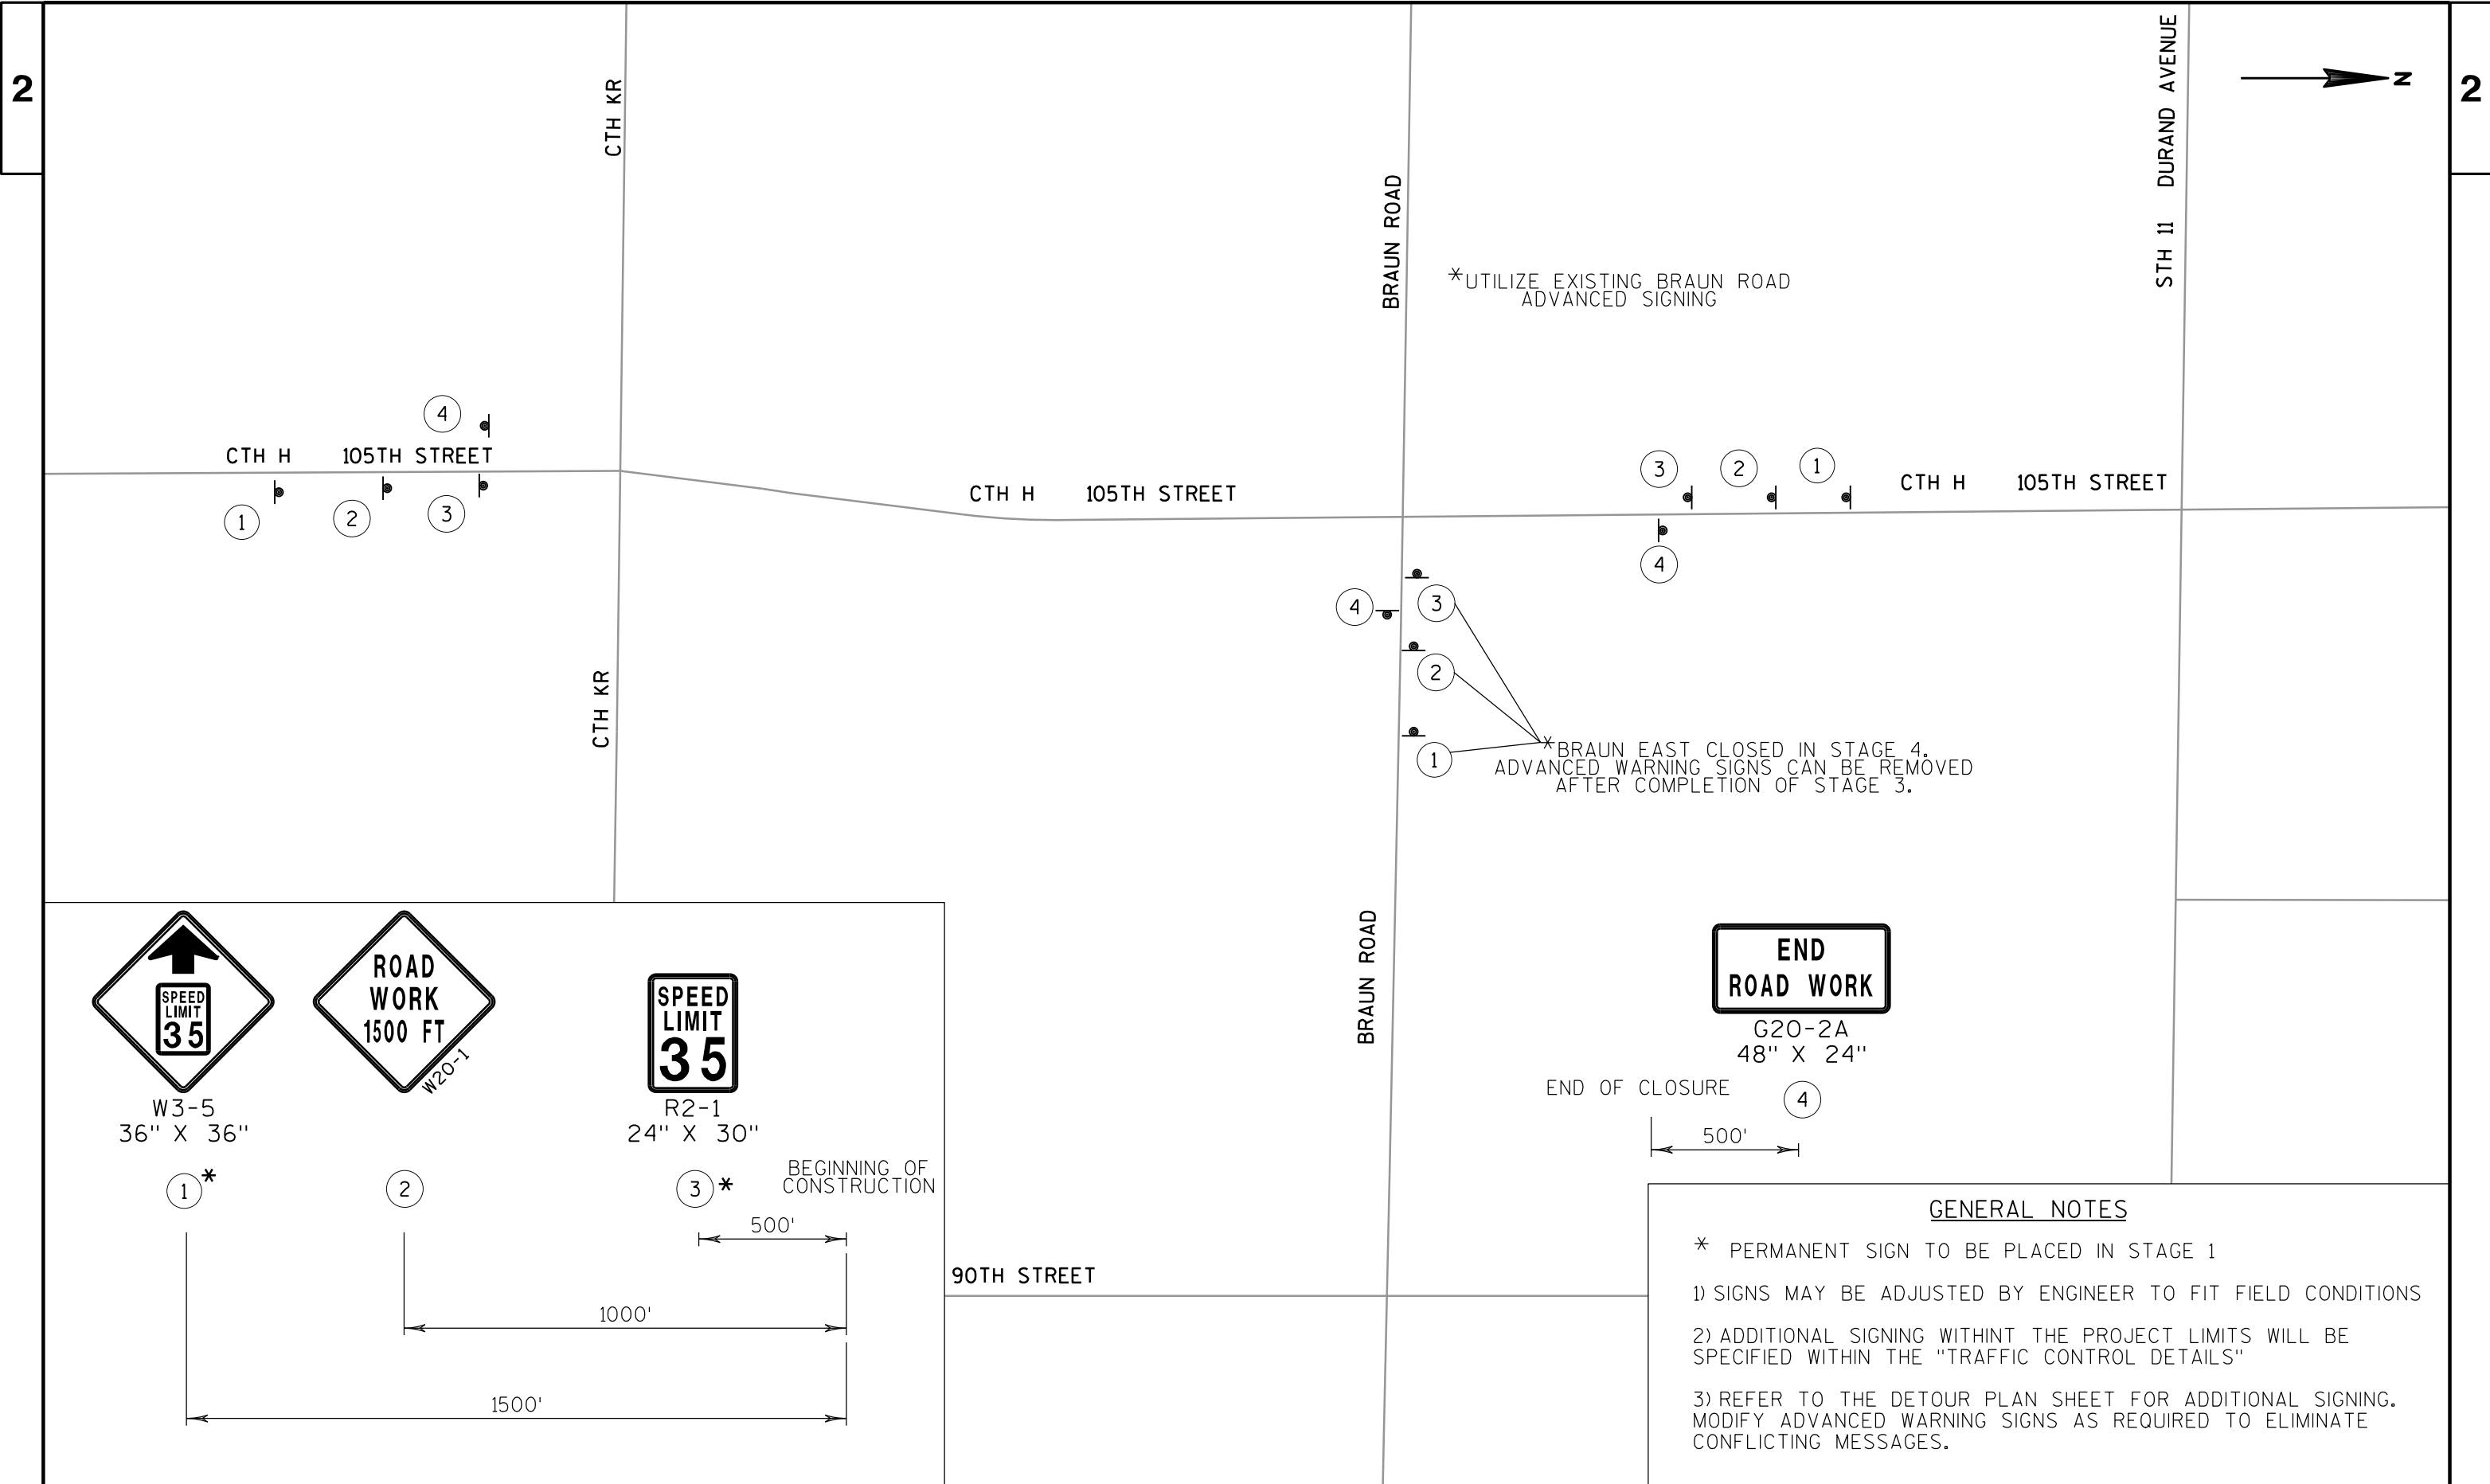 2
2
CTH KR
BRAUN ROAD
STH 11 DURAND AVENUE
N
*UTILIZE EXISTING BRAUN ROAD
ADVANCED SIGNING
4
CTH H 105TH STREET
1
2
3
CTH H 105TH STREET
3
2
1
CTH H 105TH STREET
4
4
3
2
1
CTH KR
*BRAUN EAST CLOSED IN STAGE 4.
ADVANCED WARNING SIGNS CAN BE REMOVED
AFTER COMPLETION OF STAGE 3.
BRAUN ROAD
SPEED
LIMIT
35
W3-5
36" X 36"
1*
ROAD
WORK
1500 FT
W20-1
2
SPEED
LIMIT
35
R2-1
24" X 30"
3*
BEGINNING OF
CONSTRUCTION
500'
1000'
1500'
END
ROAD WORK
G20-2A
48" X 24"
END OF CLOSURE
4
500'
90TH STREET
GENERAL NOTES
* PERMANENT SIGN TO BE PLACED IN STAGE 1
1) SIGNS MAY BE ADJUSTED BY ENGINEER TO FIT FIELD CONDITIONS
2) ADDITIONAL SIGNING WITHINT THE PROJECT LIMITS WILL BE
SPECIFIED WITHIN THE "TRAFFIC CONTROL DETAILS"
3) REFER TO THE DETOUR PLAN SHEET FOR ADDITIONAL SIGNING.
MODIFY ADVANCED WARNING SIGNS AS REQUIRED TO ELIMINATE
CONFLICTING MESSAGES.